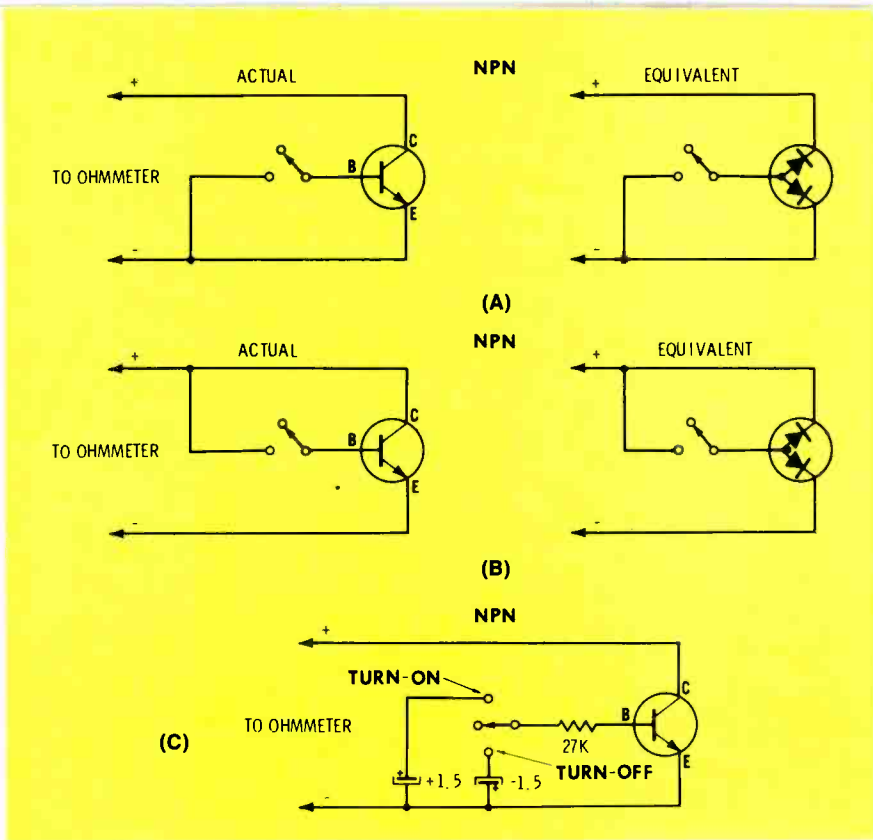 NPN
ACTUAL
EQUIVALENT
+
+
C
B
TO OHMMETER
E
-
-
(A)
NPN
ACTUAL
EQUIVALENT
+
+
C
B
TO OHMMETER
E
-
-
(B)
NPN
+
TURN-ON
C
B
TO OHMMETER
(C)
27K
E
TURN-OFF
+ +1.5
+ -1.5
-